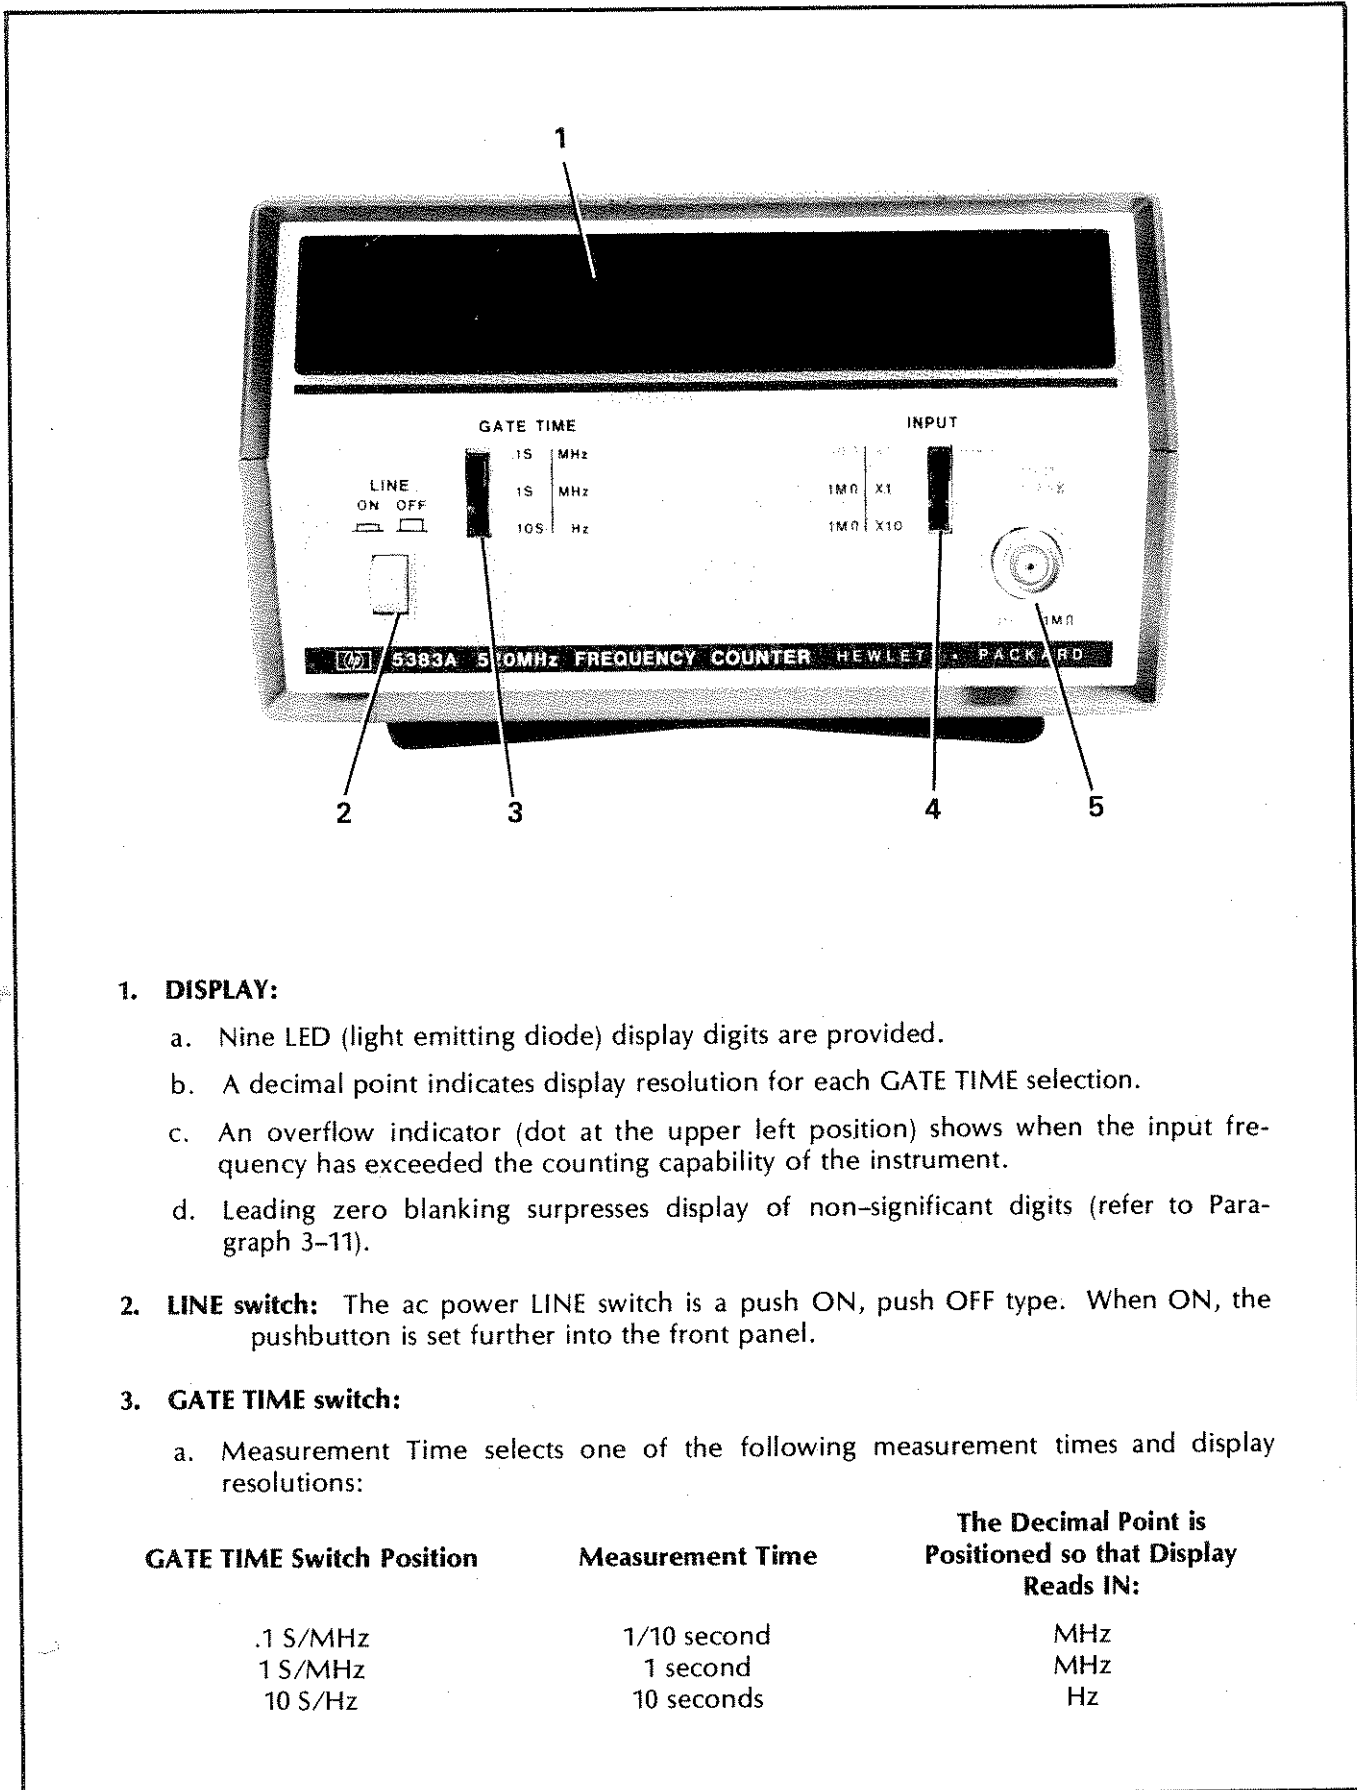 1
GATE TIME
.1S MHz
1S MHz
10S Hz
INPUT
1MΩ X1
1MΩ X10
LINE
ON OFF
1MΩ
hp 5383A FREQUENCY COUNTER HEWLETT · PACKARD
2
3
4
5
1. DISPLAY:
a. Nine LED (light emitting diode) display digits are provided.
b. A decimal point indicates display resolution for each GATE TIME selection.
c. An overflow indicator (dot at the upper left position) shows when the input fre-
quency has exceeded the counting capability of the instrument.
d. Leading zero blanking surpresses display of non–significant digits (refer to Para-
graph 3–11).
2. LINE switch: The ac power LINE switch is a push ON, push OFF type. When ON, the
pushbutton is set further into the front panel.
3. GATE TIME switch:
a. Measurement Time selects one of the following measurement times and display
resolutions:
GATE TIME Switch Position Measurement Time The Decimal Point is
Positioned so that Display
Reads IN:
.1 S/MHz 1/10 second MHz
1 S/MHz 1 second MHz
10 S/Hz 10 seconds Hz